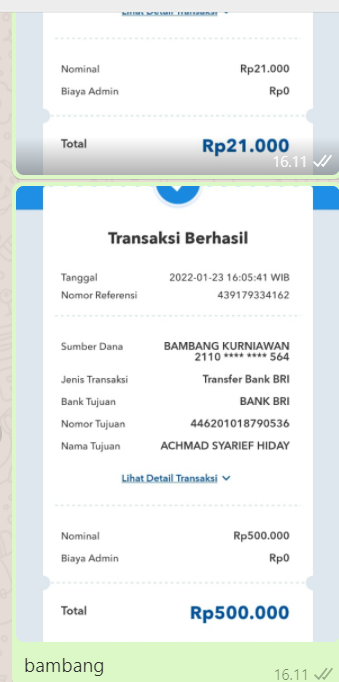 Lihat Detail Transaksi
Nominal Rp21.000
Biaya Admin Rp0
Total Rp21.000
16.11
Transaksi Berhasil
Tanggal 2022-01-23 16:05:41 WIB
Nomor Referensi 439179334162
Sumber Dana BAMBANG KURNIAWAN
2110 **** **** 564
Jenis Transaksi Transfer Bank BRI
Bank Tujuan BANK BRI
Nomor Tujuan 446201018790536
Nama Tujuan ACHMAD SYARIEF HIDAY
Lihat Detail Transaksi
Nominal Rp500.000
Biaya Admin Rp0
Total Rp500.000
bambang
16.11